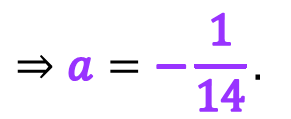 ⇒ a = −1/14.